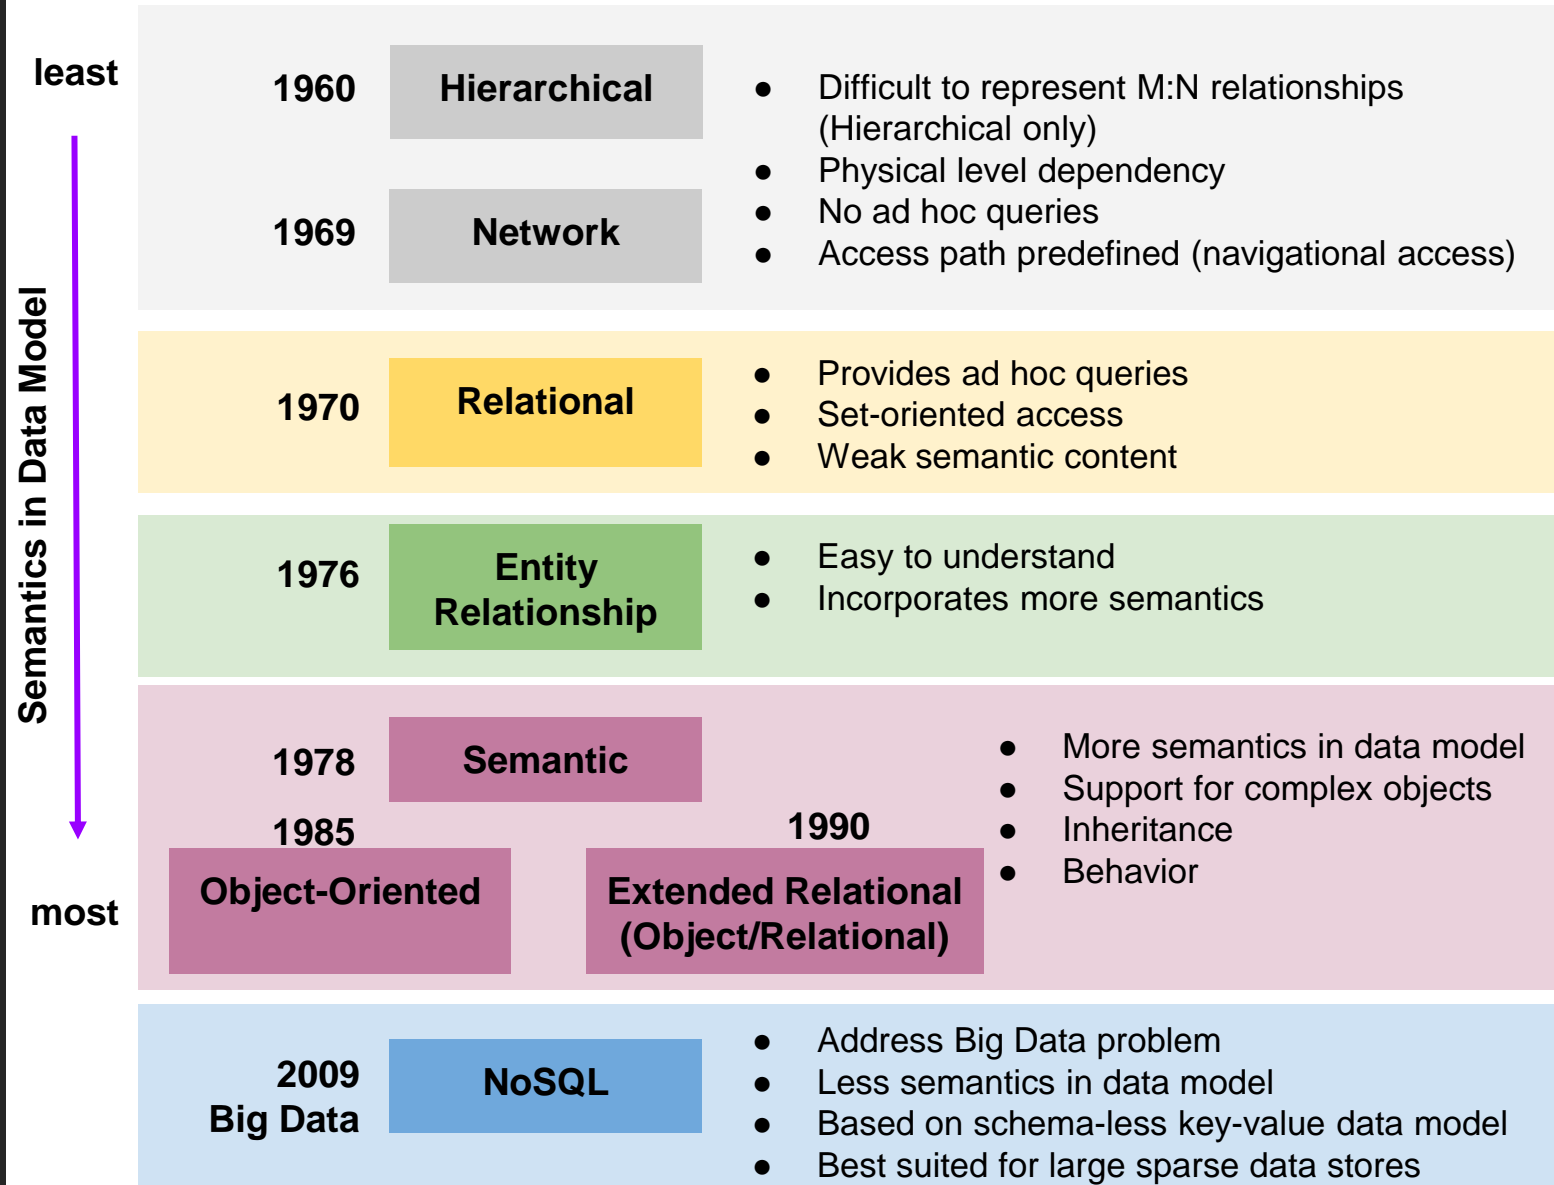 least
Semantics in Data Model
most
1960
Hierarchical
1969
Network
● Difficult to represent M:N relationships
(Hierarchical only)
● Physical level dependency
● No ad hoc queries
● Access path predefined (navigational access)
1970
Relational
● Provides ad hoc queries
● Set-oriented access
● Weak semantic content
1976
Entity
Relationship
● Easy to understand
● Incorporates more semantics
1978
Semantic
1985
Object-Oriented
1990
Extended Relational
(Object/Relational)
● More semantics in data model
● Support for complex objects
● Inheritance
● Behavior
2009
Big Data
NoSQL
● Address Big Data problem
● Less semantics in data model
● Based on schema-less key-value data model
● Best suited for large sparse data stores